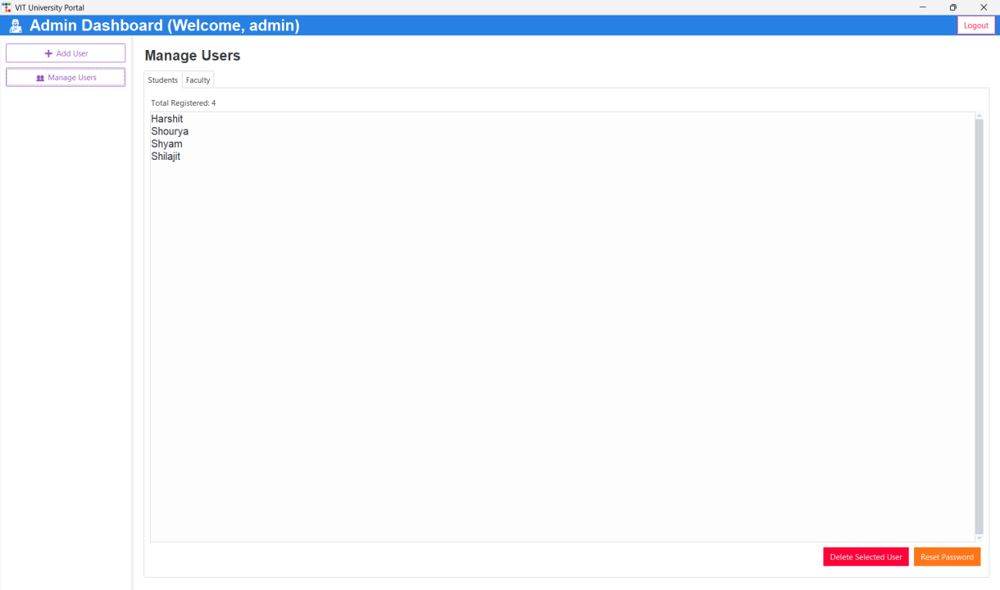 VIT University Portal
Admin Dashboard (Welcome, admin)
Logout
Add User
Manage Users
Manage Users
Students
Faculty
Total Registered: 4
Harshit
Shourya
Shyam
Shilajit
Delete Selected User
Reset Password